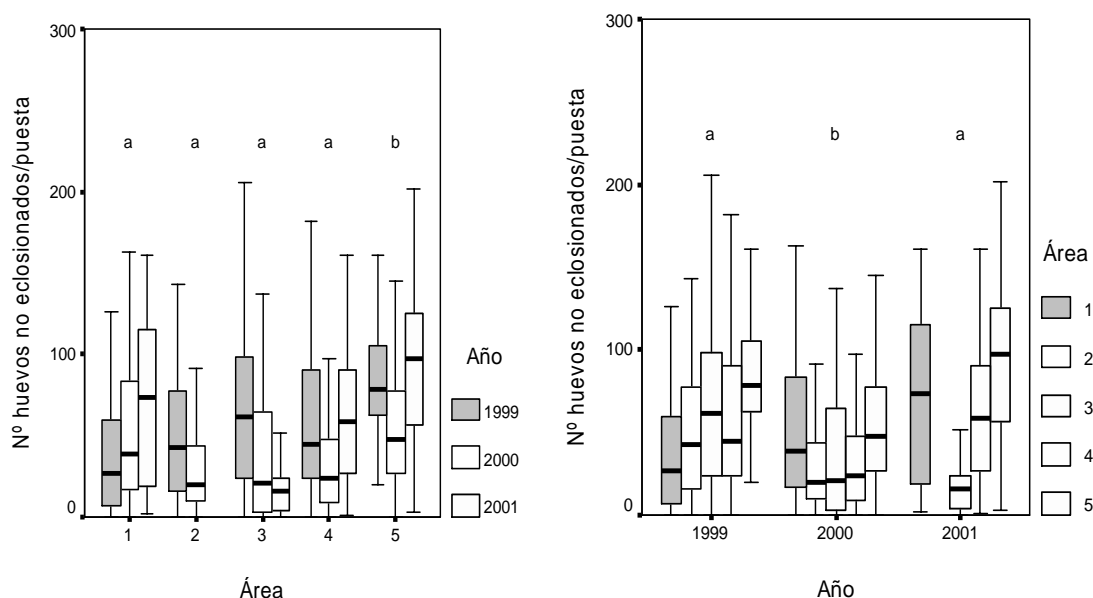 Nº huevos no eclosionados/puesta
300
200
100
0
a a a a b
1 2 3 4 5
Área
Año
1999
2000
2001
Nº huevos no eclosionados/puesta
300
200
100
0
a b a
1999 2000 2001
Año
Área
1
2
3
4
5